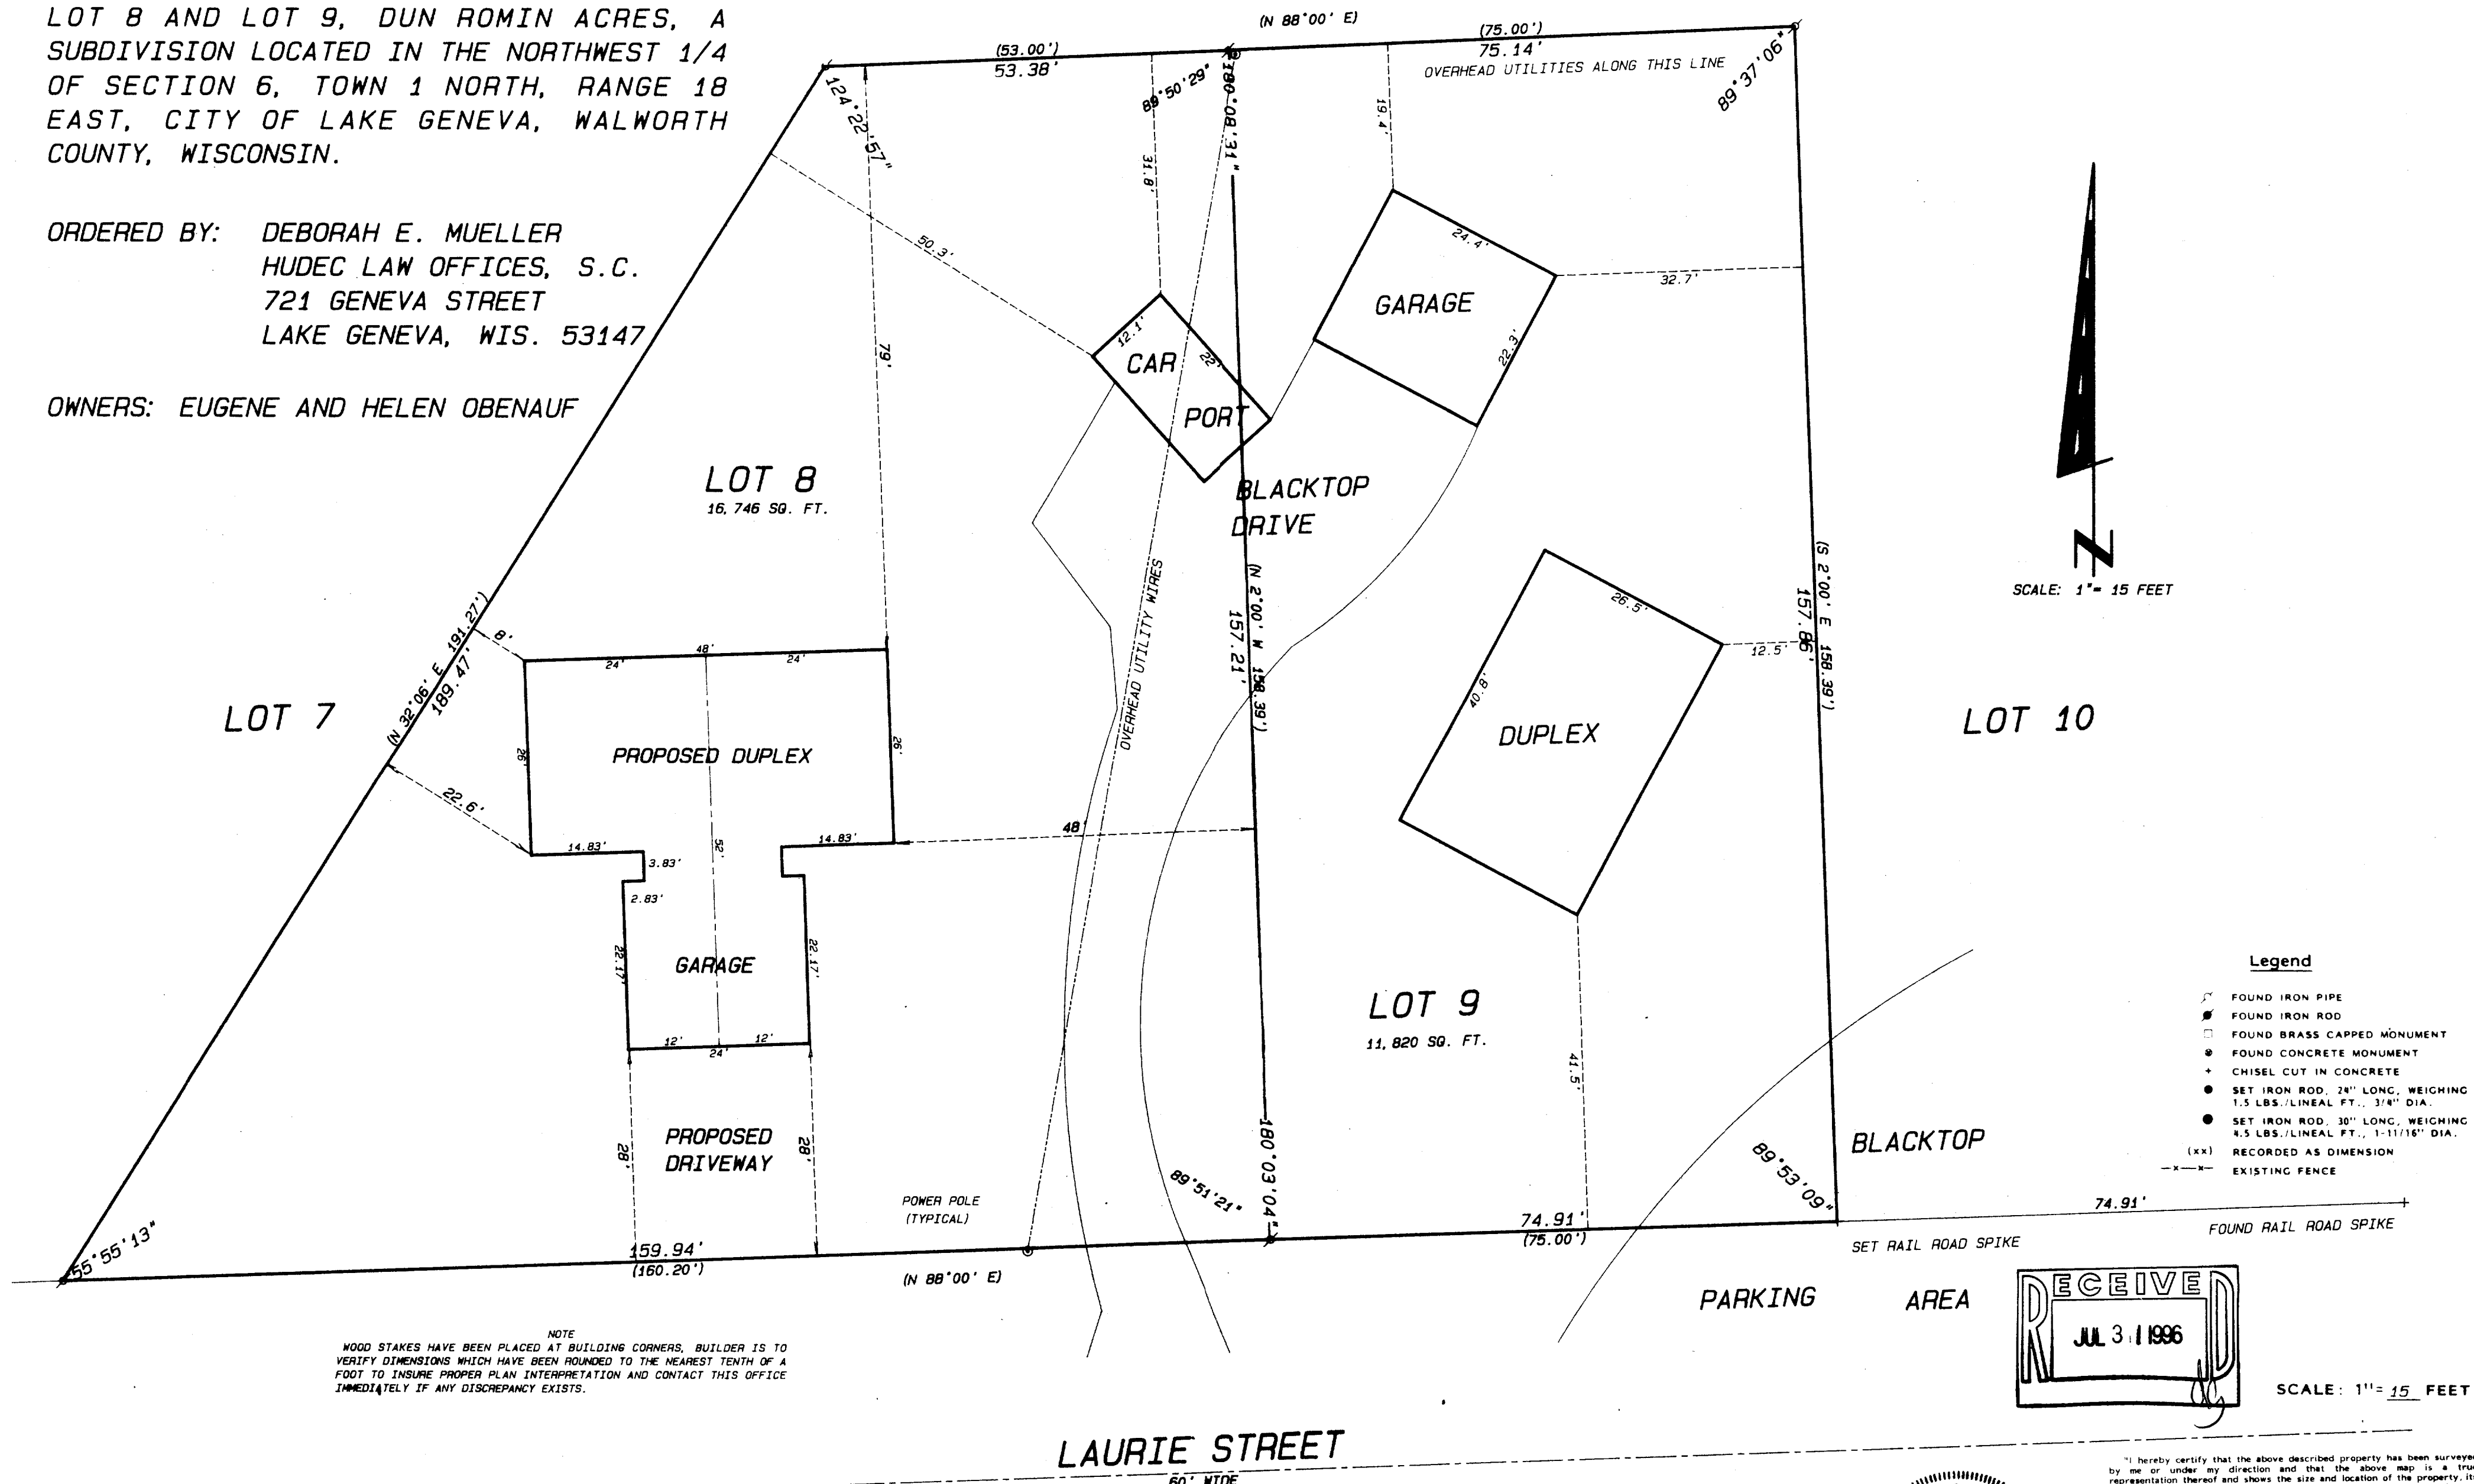 LOT 8 AND LOT 9, DUN ROMIN ACRES, A
SUBDIVISION LOCATED IN THE NORTHWEST 1/4
OF SECTION 6, TOWN 1 NORTH, RANGE 18
EAST, CITY OF LAKE GENEVA, WALWORTH
COUNTY, WISCONSIN.
ORDERED BY: DEBORAH E. MUELLER
HUDEC LAW OFFICES, S.C.
721 GENEVA STREET
LAKE GENEVA, WIS. 53147
OWNERS: EUGENE AND HELEN OBENAUF
(N 88°00' E)
(53.00')
53.38'
(75.00')
75.14'
OVERHEAD UTILITIES ALONG THIS LINE
124°22'57"
89°50'29"
180°08'31"
89°37'06"
31.8'
19.4'
50.3'
79'
24.4'
GARAGE
22.3'
32.7'
12.1'
22'
CAR
PORT
LOT 8
16,746 SQ. FT.
BLACKTOP
DRIVE
OVERHEAD UTILITY WIRES
(N 2°00' W 158.39')
157.21'
(S 2°00' E 158.39')
157.86'
SCALE: 1"= 15 FEET
N
(N 32°06' E 191.27')
189.47'
8'
22.6'
LOT 7
48'
24'
24'
26'
26'
PROPOSED DUPLEX
14.83'
14.83'
3.83'
2.83'
52'
48'
22.17'
22.17'
GARAGE
12'
12'
24'
28'
28'
PROPOSED
DRIVEWAY
26.5'
40.8'
DUPLEX
12.5'
LOT 10
LOT 9
11,820 SQ. FT.
41.5'
Legend
FOUND IRON PIPE
FOUND IRON ROD
FOUND BRASS CAPPED MONUMENT
FOUND CONCRETE MONUMENT
CHISEL CUT IN CONCRETE
SET IRON ROD, 24" LONG, WEIGHING
1.5 LBS./LINEAL FT., 3/4" DIA.
SET IRON ROD, 30" LONG, WEIGHING
4.5 LBS./LINEAL FT., 1-11/16" DIA.
(xx) RECORDED AS DIMENSION
-x—x- EXISTING FENCE
BLACKTOP
55°55'13"
89°51'21"
180°03'04"
89°53'09"
POWER POLE
(TYPICAL)
159.94'
(160.20')
(N 88°00' E)
74.91'
(75.00')
74.91'
SET RAIL ROAD SPIKE
FOUND RAIL ROAD SPIKE
PARKING AREA
RECEIVED
JUL 31 1996
SCALE: 1"= 15 FEET
NOTE
WOOD STAKES HAVE BEEN PLACED AT BUILDING CORNERS, BUILDER IS TO
VERIFY DIMENSIONS WHICH HAVE BEEN ROUNDED TO THE NEAREST TENTH OF A
FOOT TO INSURE PROPER PLAN INTERPRETATION AND CONTACT THIS OFFICE
IMMEDIATELY IF ANY DISCREPANCY EXISTS.
LAURIE STREET
60' WIDE
"I hereby certify that the above described property has been surveyed
by me or under my direction and that the above map is a true
representation thereof and shows the size and location of the property, its